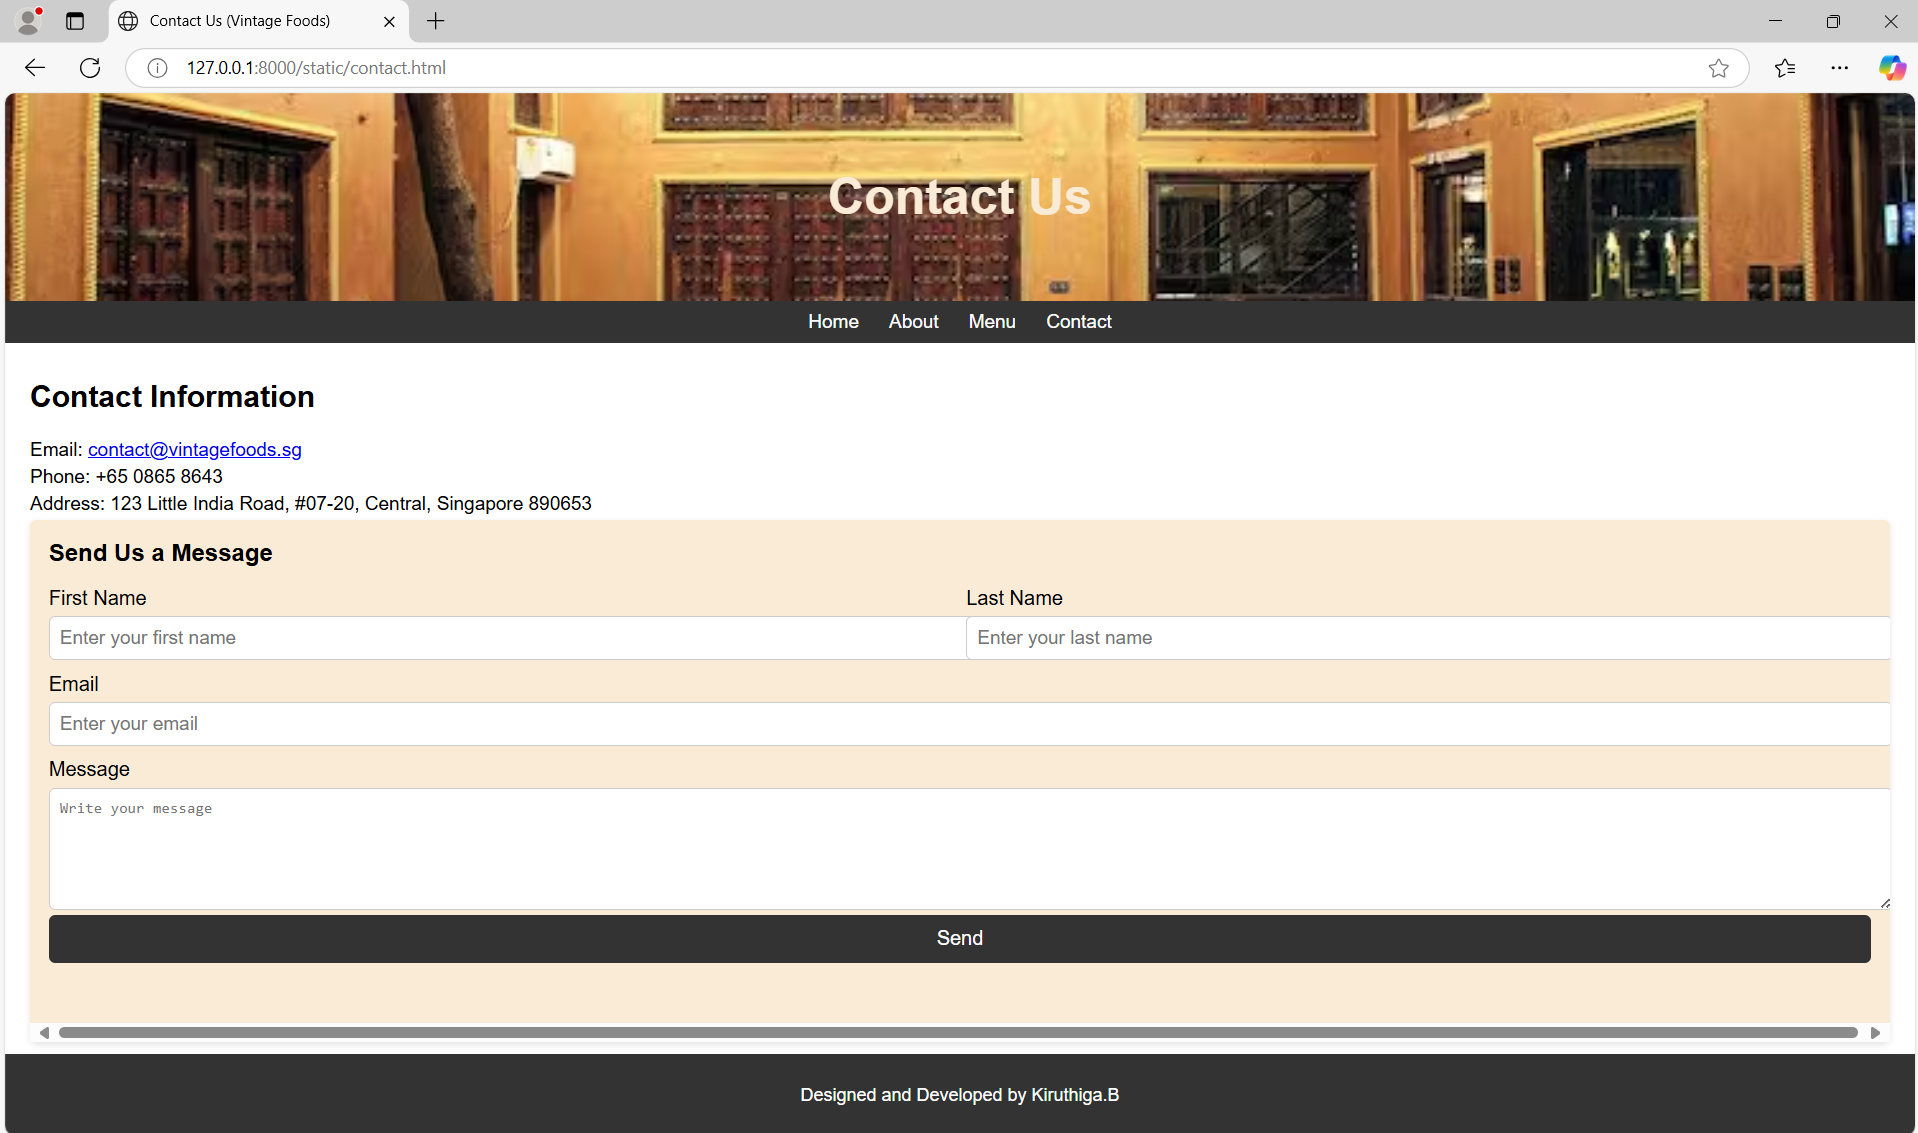 Contact Us (Vintage Foods)
127.0.0.1:8000/static/contact.html
Contact Us
Home About Menu Contact
Contact Information
Email: contact@vintagefoods.sg
Phone: +65 0865 8643
Address: 123 Little India Road, #07-20, Central, Singapore 890653
Send Us a Message
First Name Last Name
Enter your first name Enter your last name
Email
Enter your email
Message
Write your message
Send
Designed and Developed by Kiruthiga.B